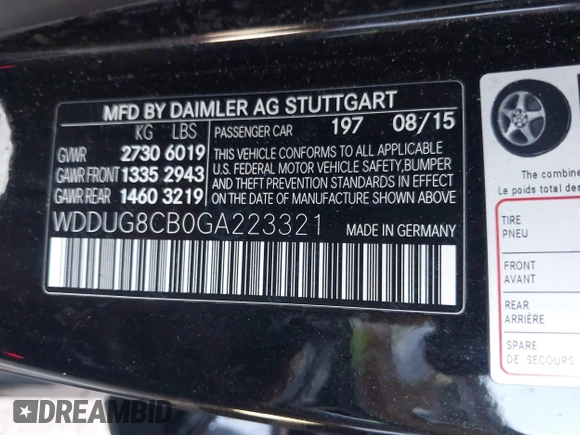 MFD BY DAIMLER AG STUTTGART
KG LBS
PASSENGER CAR 197 08/15
GVWR 2730 6019
GAWR FRONT 1335 2943
GAWR REAR 1460 3219
THIS VEHICLE CONFORMS TO ALL APPLICABLE
U.S. FEDERAL MOTOR VEHICLE SAFETY,BUMPER
AND THEFT PREVENTION STANDARDS IN EFFECT
ON THE DATE OF MANUFACTURE SHOWN ABOVE.
WDDUG8CB0GA223321
MADE IN GERMANY
The combine
Le poids total des
TIRE
PNEU
FRONT
AVANT
REAR
ARRIÈRE
SPARE
DE SECOURS
DREAMBID